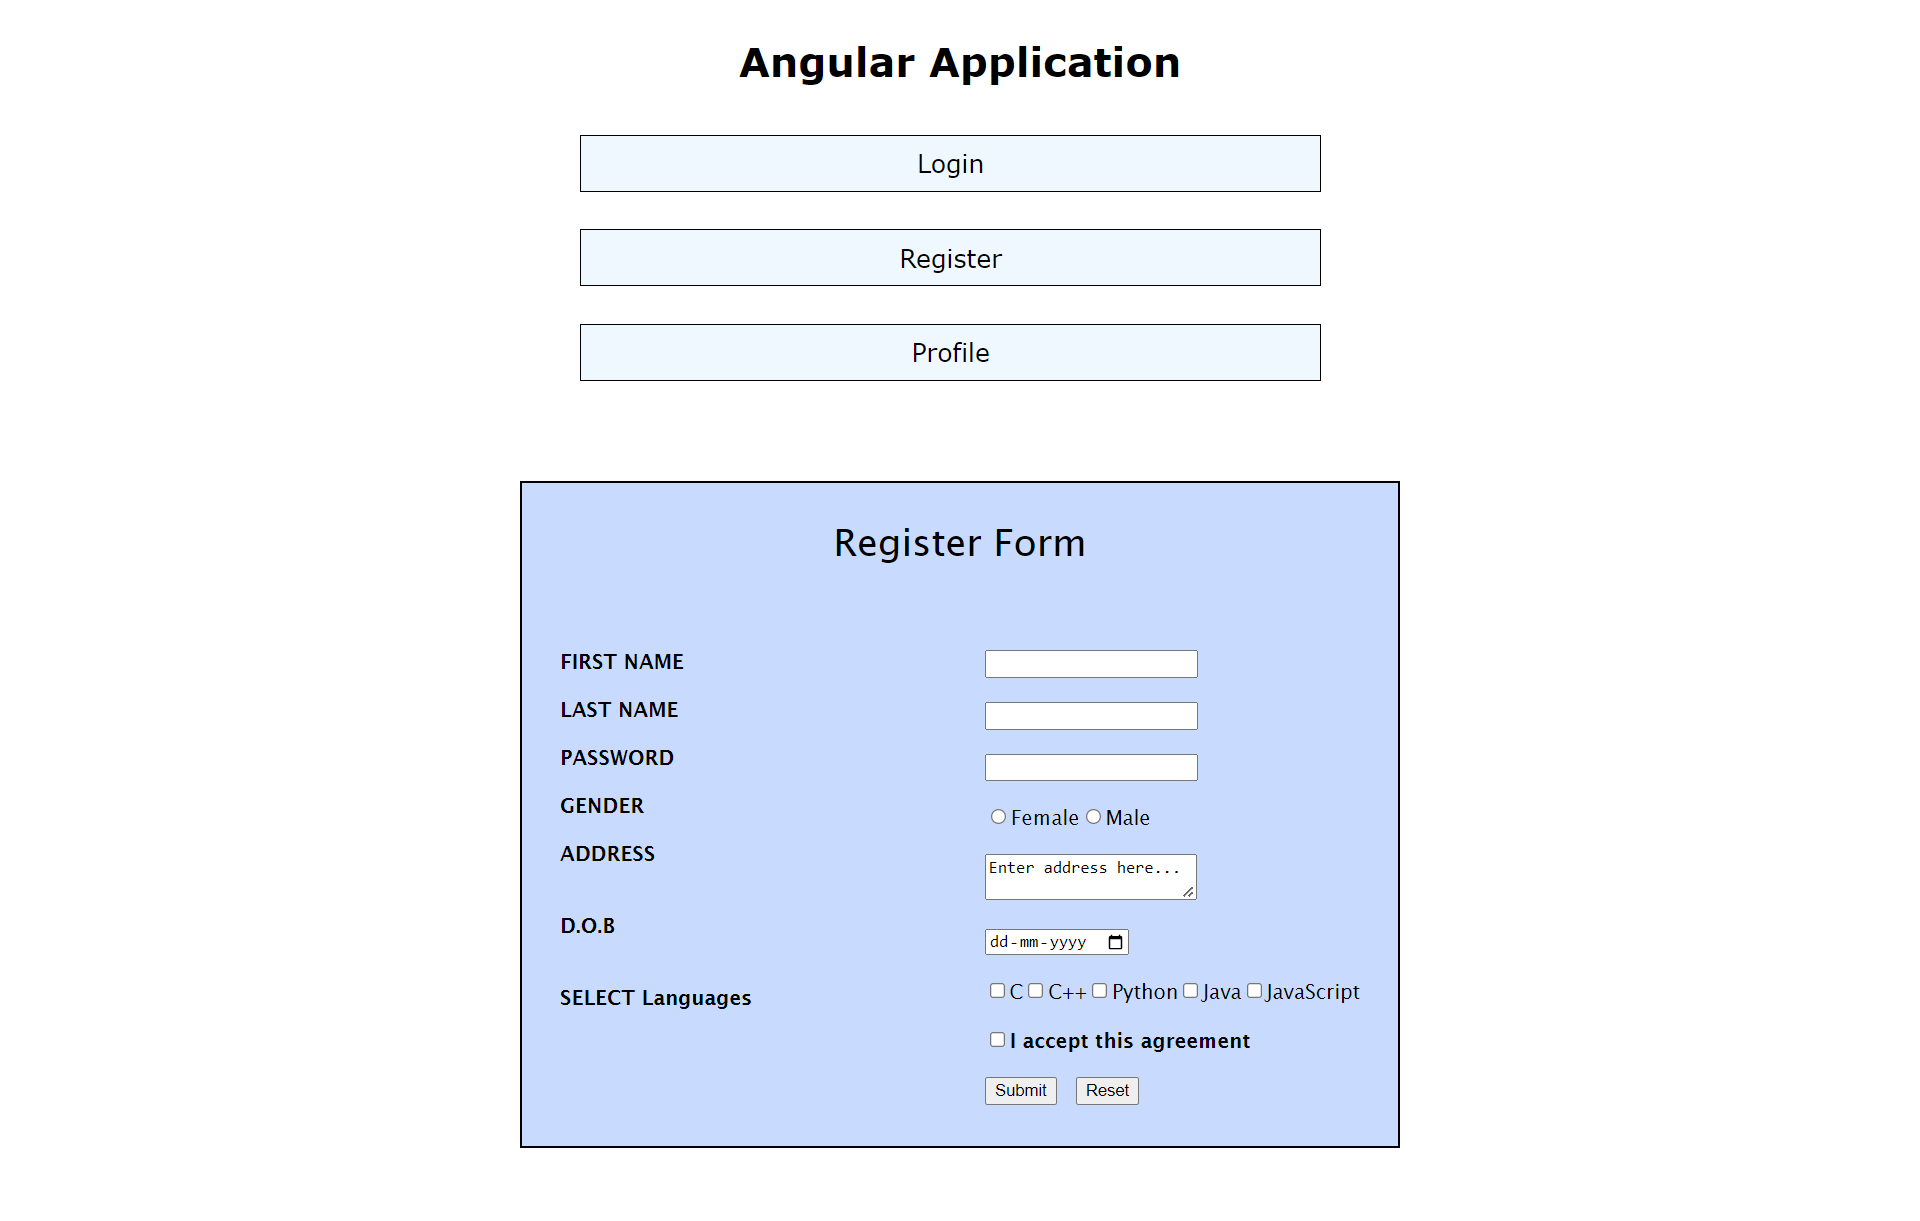 Angular Application
Login
Register
Profile
Register Form
FIRST NAME
LAST NAME
PASSWORD
GENDER
Female Male
ADDRESS
Enter address here...
D.O.B
dd-mm-yyyy
SELECT Languages
C C++ Python Java JavaScript
I accept this agreement
Submit Reset